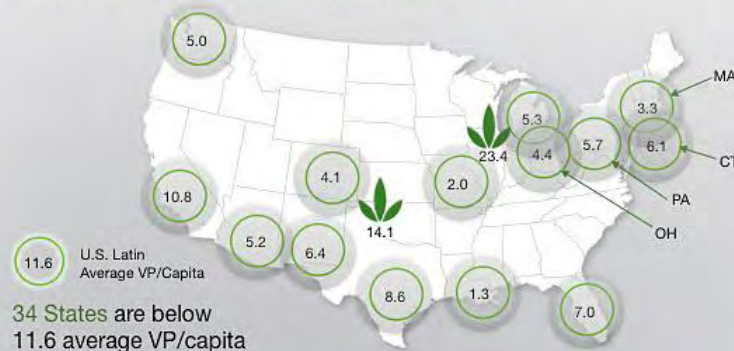 5.0
MA
5.3
3.3
23.4
4.4
5.7
6.1
CT
4.1
2.0
10.8
PA
OH
14.1
5.2
6.4
11.6
U.S. Latin
Average VP/Capita
8.6
1.3
7.0
34 States are below
11.6 average VP/capita